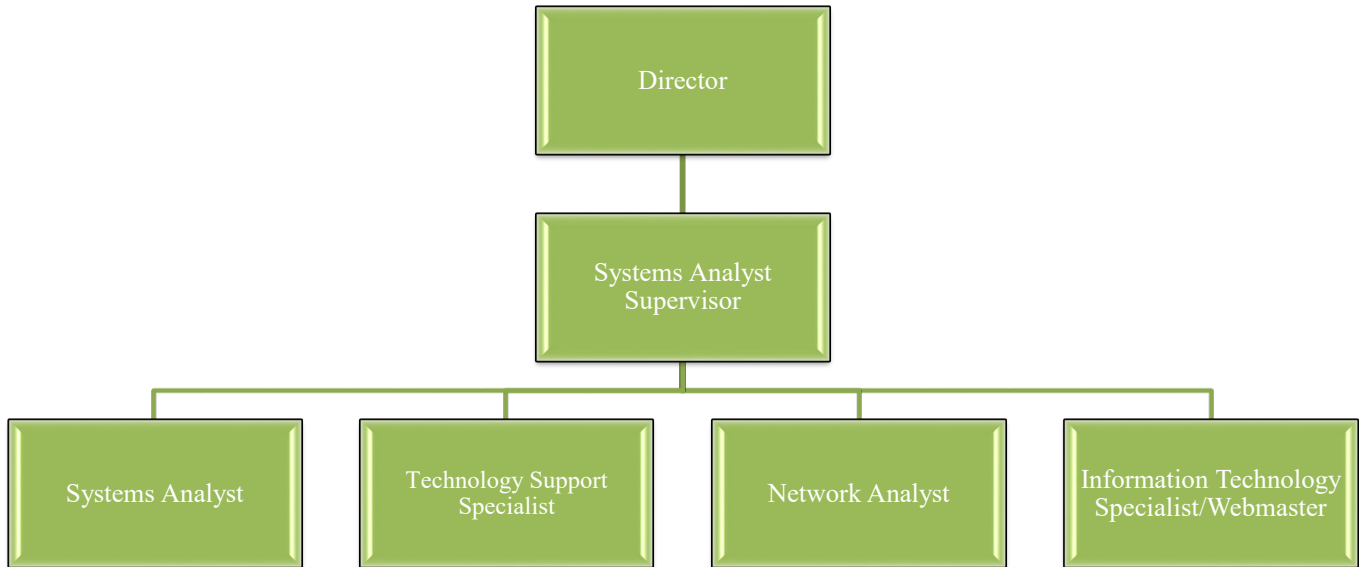 Director
Systems Analyst
Supervisor
Systems Analyst
Technology Support
Specialist
Network Analyst
Information Technology
Specialist/Webmaster